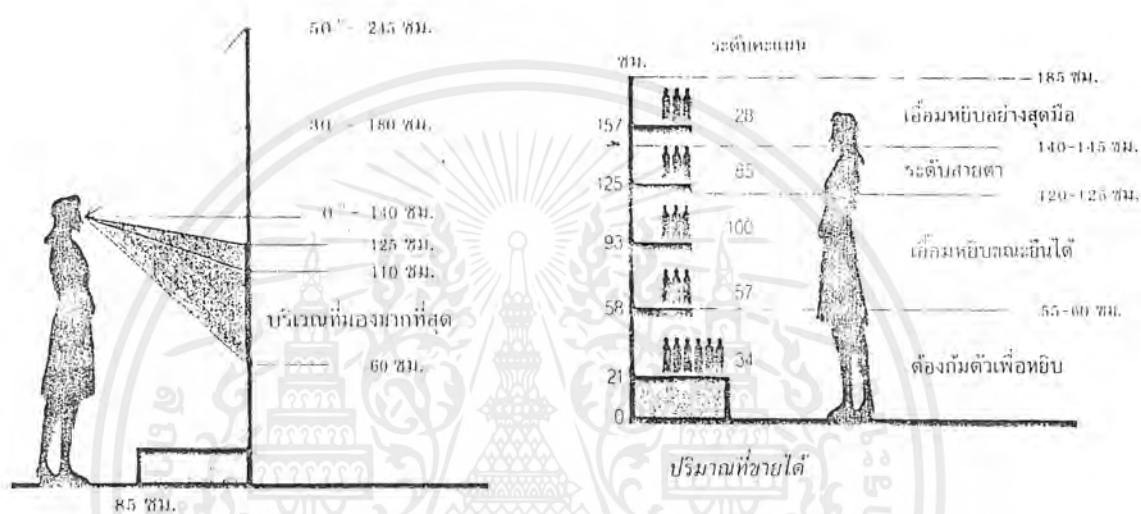 50° - 245 ซม.
30 - 180 ซม.
0° - 140 ซม.
125 ซม.
110 ซม.
บริเวณที่มองมากที่สุด
60 ซม.
85 ซม.
ระดับคะแนน
ซม.
185 ซม.
28
เอื้อมหยิบอย่างสุดมือ
157
140-145 ซม.
85
ระดับสายตา
125
120-125 ซม.
100
93
เอื้อมหยิบขณะยืนได้
57
58
55-60 ซม.
34
ต้องก้มตัวเพื่อหยิบ
21
0
ปริมาณที่ขายได้